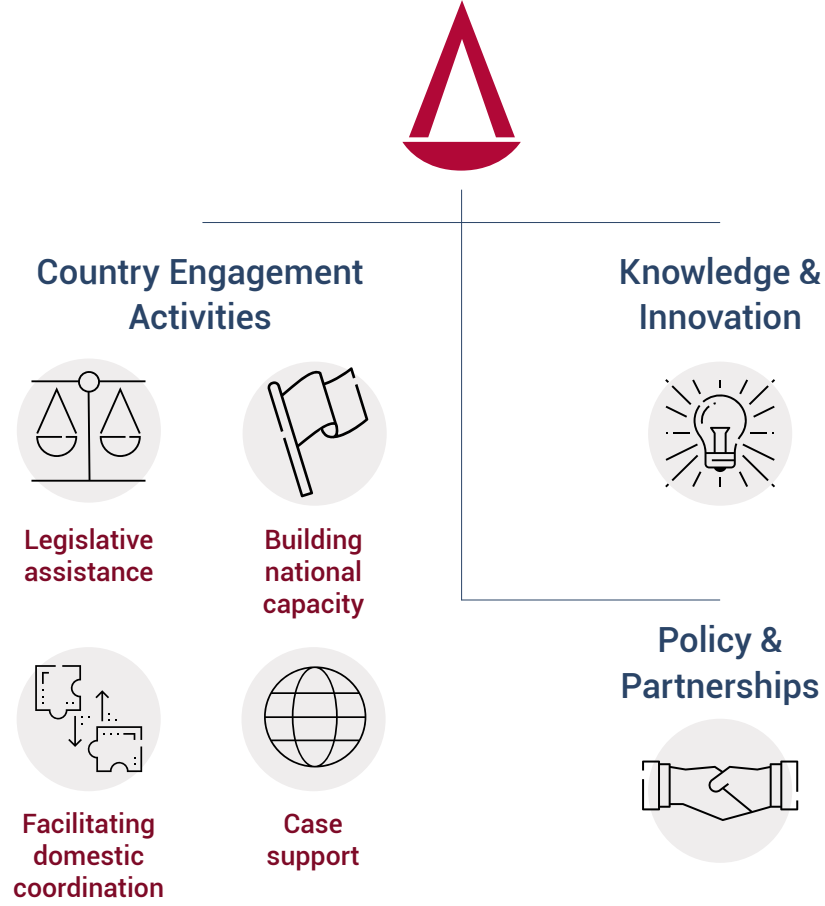 Country Engagement
Activities
Legislative
assistance
Building
national
capacity
Facilitating
domestic
coordination
Case
support
Knowledge &
Innovation
Policy &
Partnerships